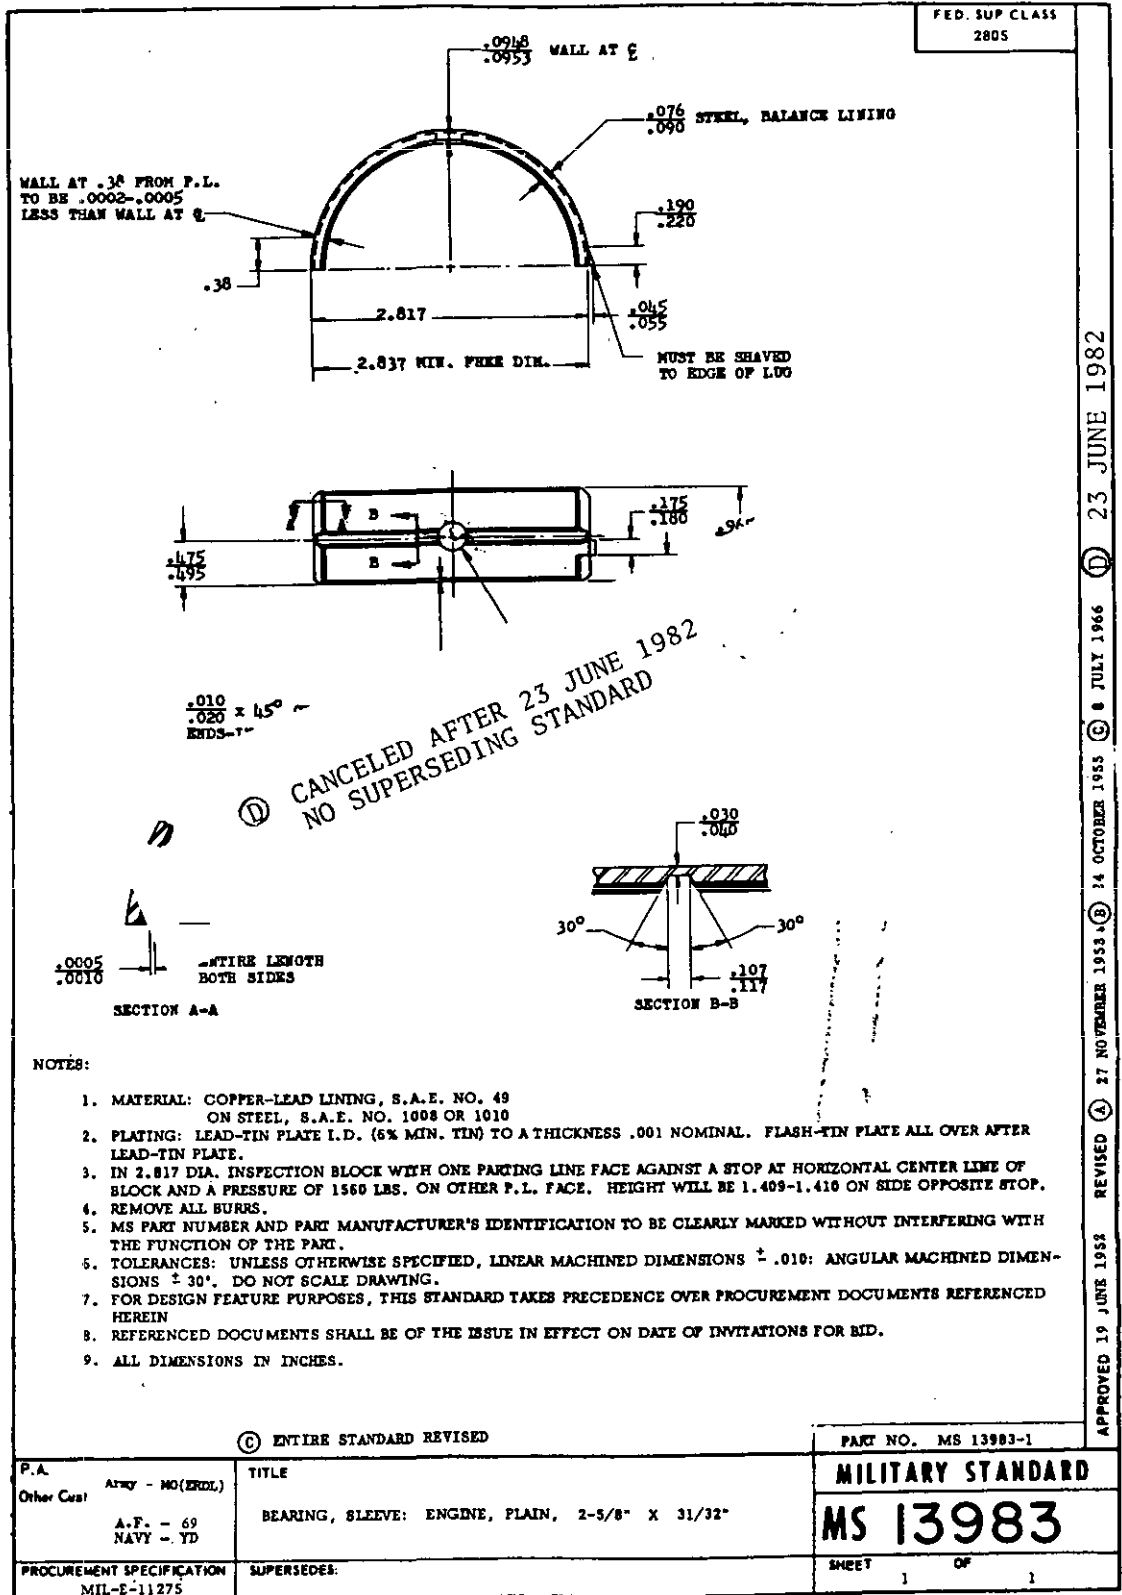 FED. SUP CLASS
2805
.0948
.0953 WALL AT ℄
.076
.090 STEEL, BALANCE LINING
WALL AT .38 FROM P.L.
TO BE .0002-.0005
LESS THAN WALL AT ℄
.190
.220
.38
2.817
.045
.055
2.837 MIN. FREE DIM.
MUST BE SHAVED
TO EDGE OF LUG
B
B
.175
.180
.475
.495
.010
.020 x 45°
Ⓓ CANCELED AFTER 23 JUNE 1982
NO SUPERSEDING STANDARD
.030
.040
30°
30°
.107
.117
SECTION B-B
.0005
.0010
LENGTH
BOTH SIDES
SECTION A-A
NOTES:
1. MATERIAL: COPPER-LEAD LINING, S.A.E. NO. 49
ON STEEL, S.A.E. NO. 1008 OR 1010
2. PLATING: LEAD-TIN PLATE I.D. (6% MIN. TIN) TO A THICKNESS .001 NOMINAL. FLASH-TIN PLATE ALL OVER AFTER
LEAD-TIN PLATE.
3. IN 2.817 DIA. INSPECTION BLOCK WITH ONE PARTING LINE FACE AGAINST A STOP AT HORIZONTAL CENTER LINE OF
BLOCK AND A PRESSURE OF 1560 LBS. ON OTHER P.L. FACE. HEIGHT WILL BE 1.409-1.410 ON SIDE OPPOSITE STOP.
4. REMOVE ALL BURRS.
5. MS PART NUMBER AND PART MANUFACTURER'S IDENTIFICATION TO BE CLEARLY MARKED WITHOUT INTERFERING WITH
THE FUNCTION OF THE PART.
6. TOLERANCES: UNLESS OTHERWISE SPECIFIED, LINEAR MACHINED DIMENSIONS ± .010: ANGULAR MACHINED DIMEN-
SIONS ± 30'. DO NOT SCALE DRAWING.
7. FOR DESIGN FEATURE PURPOSES, THIS STANDARD TAKES PRECEDENCE OVER PROCUREMENT DOCUMENTS REFERENCED
HEREIN
8. REFERENCED DOCUMENTS SHALL BE OF THE ISSUE IN EFFECT ON DATE OF INVITATIONS FOR BID.
9. ALL DIMENSIONS IN INCHES.
Ⓒ ENTIRE STANDARD REVISED
APPROVED 19 JUNE 1952 REVISED Ⓐ 27 NOVEMBER 1953 Ⓑ 14 OCTOBER 1955 Ⓒ 8 JULY 1966 Ⓓ 23 JUNE 1982
PART NO. MS 13983-1
P.A.
Army - MO(ERDL)
Other Cust
A.F. - 69
NAVY - YD
TITLE
BEARING, SLEEVE: ENGINE, PLAIN, 2-5/8" X 31/32"
MILITARY STANDARD
MS 13983
PROCUREMENT SPECIFICATION
MIL-E-11275
SUPERSEDES:
SHEET 1 OF 1